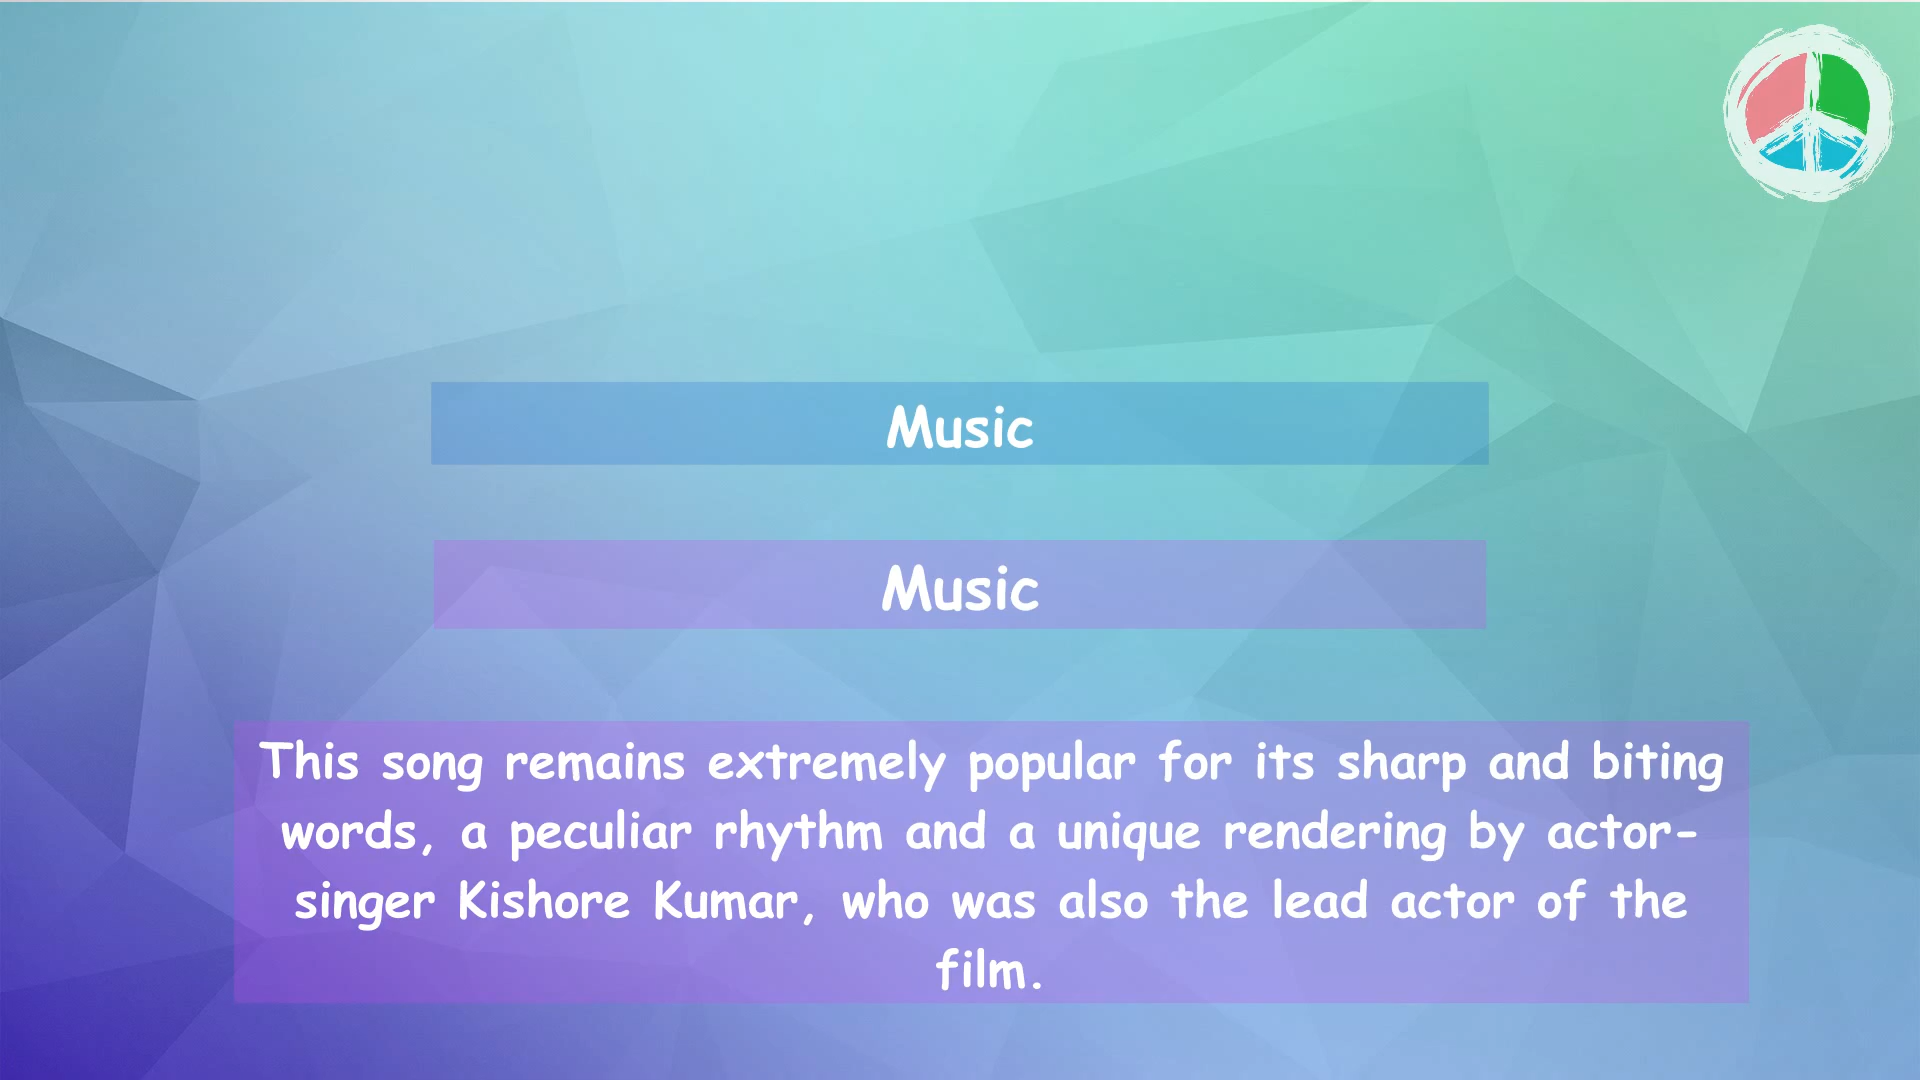 Music
Music
This song remains extremely popular for its sharp and biting
words, a peculiar rhythm and a unique rendering by actor-
singer Kishore Kumar, who was also the lead actor of the
film.